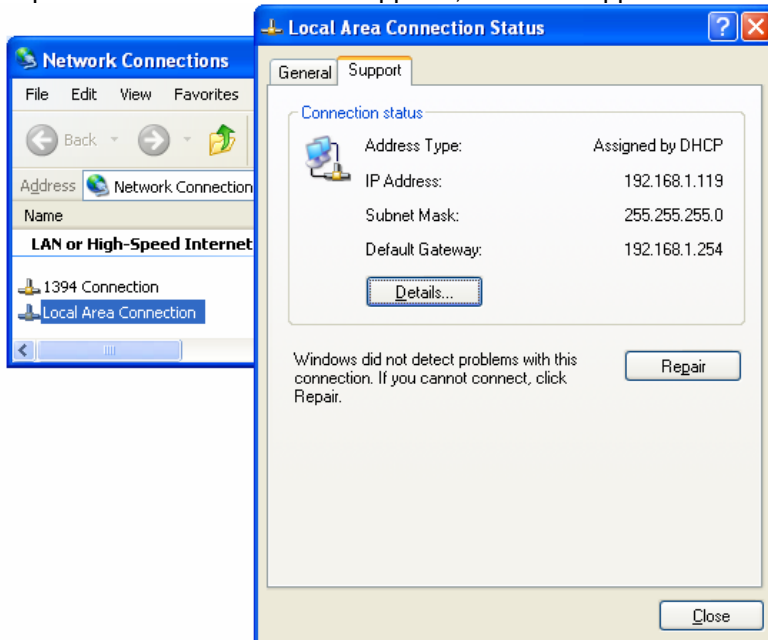 Local Area Connection Status
Network Connections
File Edit View Favorites
Back
Address Network Connection
Name
LAN or High-Speed Internet
1394 Connection
Local Area Connection
General Support
Connection status
Address Type: Assigned by DHCP
IP Address: 192.168.1.119
Subnet Mask: 255.255.255.0
Default Gateway: 192.168.1.254
Details...
Windows did not detect problems with this
connection. If you cannot connect, click
Repair.
Repair
Close